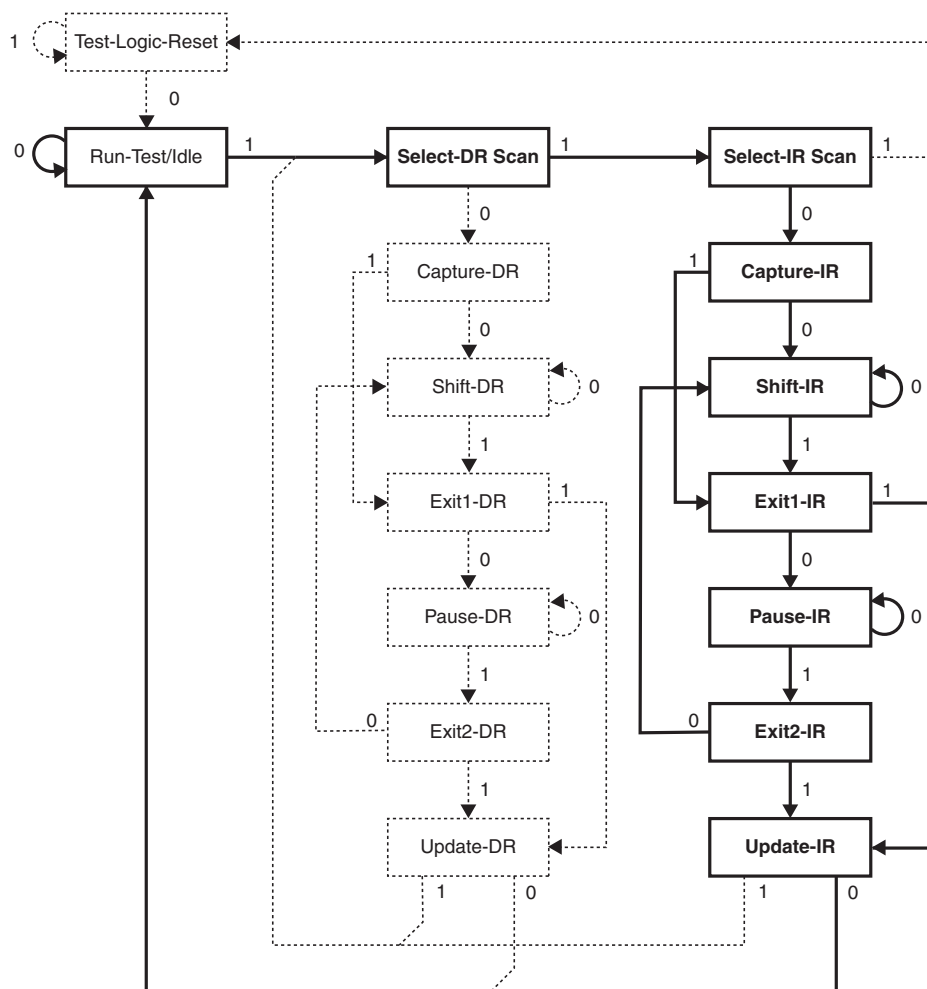 1 Test-Logic-Reset
0
0 Run-Test/Idle 1 Select-DR Scan 1 Select-IR Scan 1
0 0
1 Capture-DR 1 Capture-IR
0 0
Shift-DR 0 Shift-IR 0
1 1
Exit1-DR 1 Exit1-IR 1
0 0
Pause-DR 0 Pause-IR 0
1 1
0 Exit2-DR 0 Exit2-IR
1 1
Update-DR Update-IR
1 0 1 0